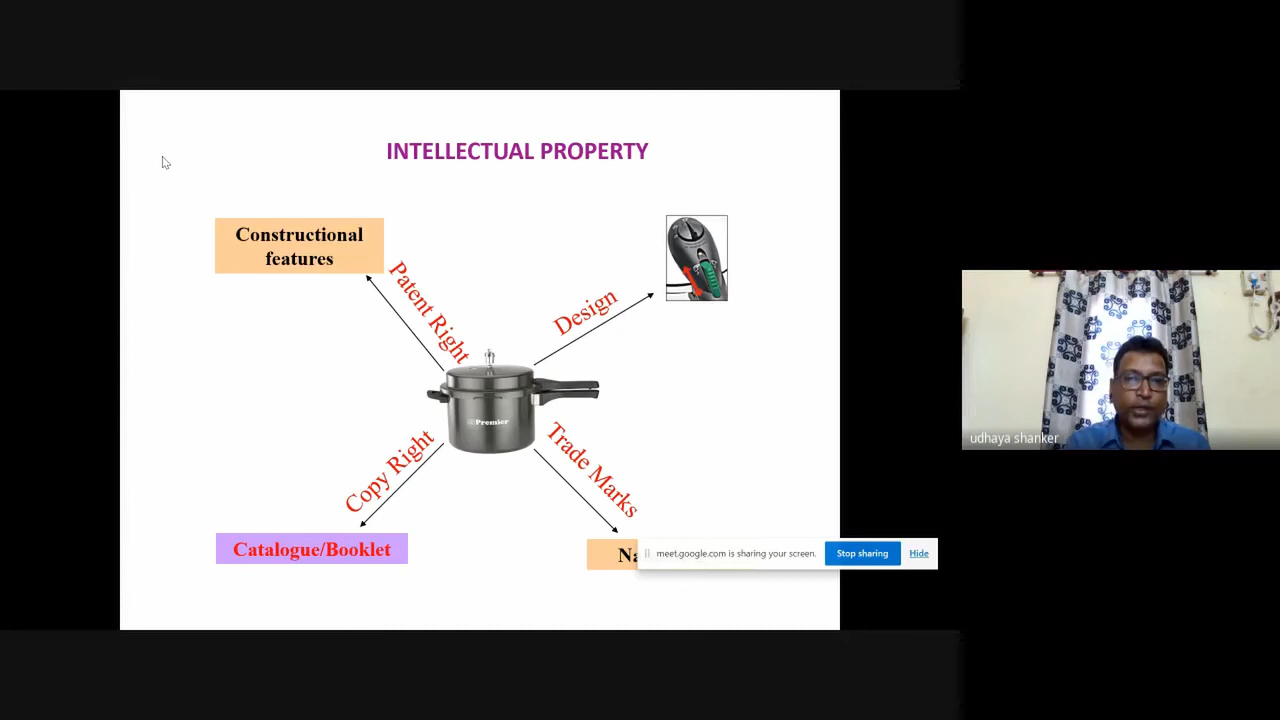 INTELLECTUAL PROPERTY
Constructional
features
Patent Right
Design
Premier
Copy Right
Trade Marks
Catalogue/Booklet
meet.google.com is sharing your screen.
Stop sharing
Hide
udhaya shanker